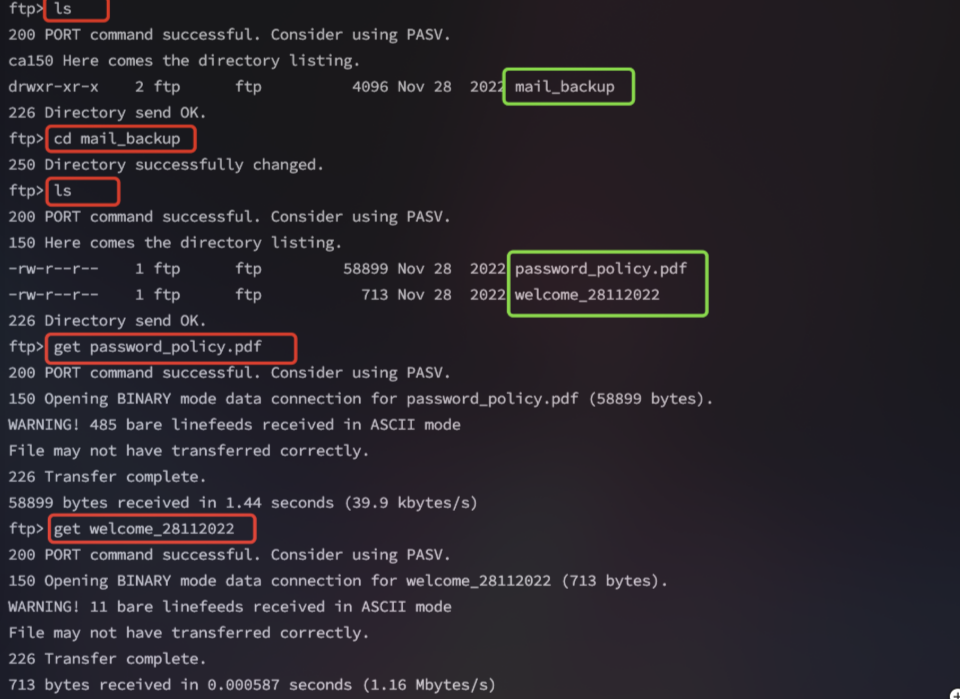 ftp> ls
200 PORT command successful. Consider using PASV.
ca150 Here comes the directory listing.
drwxr-xr-x    2 ftp      ftp          4096 Nov 28  2022 mail_backup
226 Directory send OK.
ftp> cd mail_backup
250 Directory successfully changed.
ftp> ls
200 PORT command successful. Consider using PASV.
150 Here comes the directory listing.
-rw-r--r--    1 ftp      ftp         58899 Nov 28  2022 password_policy.pdf
-rw-r--r--    1 ftp      ftp           713 Nov 28  2022 welcome_28112022
226 Directory send OK.
ftp> get password_policy.pdf
200 PORT command successful. Consider using PASV.
150 Opening BINARY mode data connection for password_policy.pdf (58899 bytes).
WARNING! 485 bare linefeeds received in ASCII mode
File may not have transferred correctly.
226 Transfer complete.
58899 bytes received in 1.44 seconds (39.9 kbytes/s)
ftp> get welcome_28112022
200 PORT command successful. Consider using PASV.
150 Opening BINARY mode data connection for welcome_28112022 (713 bytes).
WARNING! 11 bare linefeeds received in ASCII mode
File may not have transferred correctly.
226 Transfer complete.
713 bytes received in 0.000587 seconds (1.16 Mbytes/s)